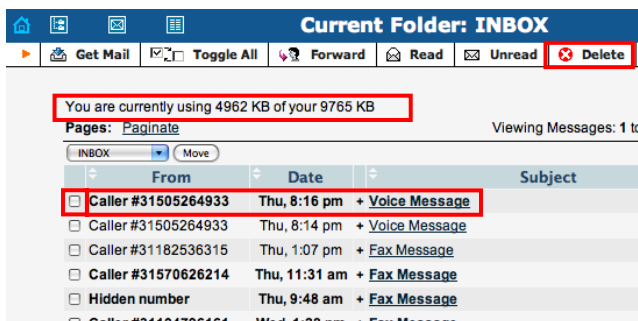 Current Folder: INBOX
Get Mail Toggle All Forward Read Unread Delete
You are currently using 4962 KB of your 9765 KB
Pages: Paginate Viewing Messages: 1 to
INBOX Move
From Date Subject
Caller #31505264933 Thu, 8:16 pm + Voice Message
Caller #31505264933 Thu, 8:14 pm + Voice Message
Caller #31182536315 Thu, 1:07 pm + Fax Message
Caller #31570626214 Thu, 11:31 am + Fax Message
Hidden number Thu, 9:48 am + Fax Message